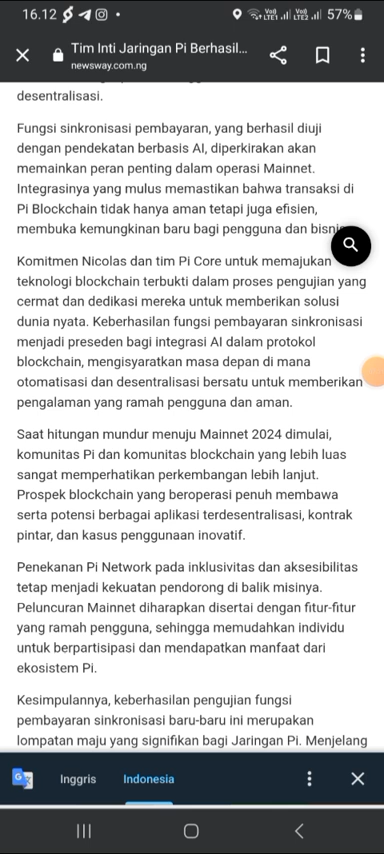 16.12
Vo) LTE1 Vo) LTE2 57%
Tim Inti Jaringan Pi Berhasil...
newsway.com.ng
desentralisasi.
Fungsi sinkronisasi pembayaran, yang berhasil diuji
dengan pendekatan berbasis AI, diperkirakan akan
memainkan peran penting dalam operasi Mainnet.
Integrasinya yang mulus memastikan bahwa transaksi di
Pi Blockchain tidak hanya aman tetapi juga efisien,
membuka kemungkinan baru bagi pengguna dan
Komitmen Nicolas dan tim Pi Core untuk memajukan
teknologi blockchain terbukti dalam proses pengujian yang
cermat dan dedikasi mereka untuk memberikan solusi
dunia nyata. Keberhasilan fungsi pembayaran sinkronisasi
menjadi preseden bagi integrasi AI dalam protokol
blockchain, mengisyaratkan masa depan di mana
otomatisasi dan desentralisasi bersatu untuk memberikan
pengalaman yang ramah pengguna dan aman.
Saat hitungan mundur menuju Mainnet 2024 dimulai,
komunitas Pi dan komunitas blockchain yang lebih luas
sangat memperhatikan perkembangan lebih lanjut.
Prospek blockchain yang beroperasi penuh membawa
serta potensi berbagai aplikasi terdesentralisasi, kontrak
pintar, dan kasus penggunaan inovatif.
Penekanan Pi Network pada inklusivitas dan aksesibilitas
tetap menjadi kekuatan pendorong di balik misinya.
Peluncuran Mainnet diharapkan disertai dengan fitur-fitur
yang ramah pengguna, sehingga memudahkan individu
untuk berpartisipasi dan mendapatkan manfaat dari
ekosistem Pi.
Kesimpulannya, keberhasilan pengujian fungsi
pembayaran sinkronisasi baru-baru ini merupakan
lompatan maju yang signifikan bagi Jaringan Pi. Menjelang
Inggris Indonesia